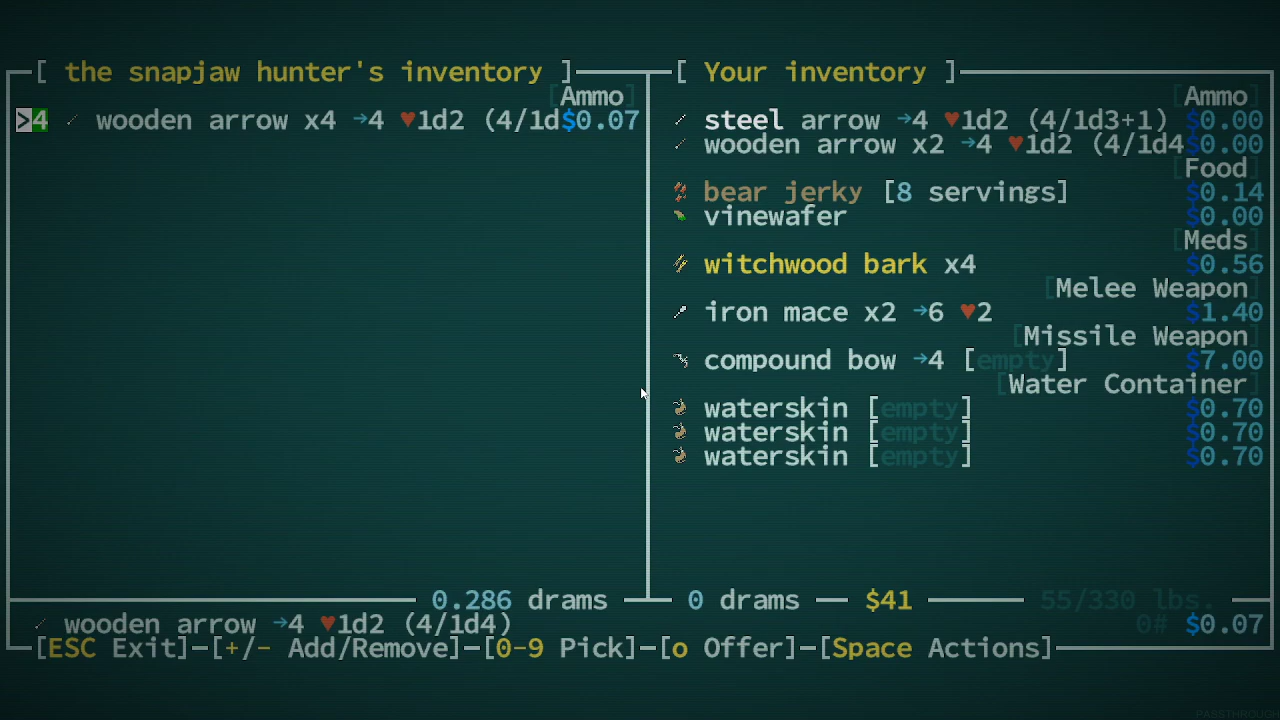 [ the snapjaw hunter's inventory ]
[Ammo]
>4 wooden arrow x4 →4 ♥1d2 (4/1d$0.07
[ Your inventory ]
[Ammo]
steel arrow →4 ♥1d2 (4/1d3+1) $0.00
wooden arrow x2 →4 ♥1d2 (4/1d4$0.00
[Food]
bear jerky [8 servings] $0.14
vinewafer $0.00
[Meds]
witchwood bark x4 $0.56
[Melee Weapon]
iron mace x2 →6 ♥2 $1.40
[Missile Weapon]
compound bow →4 [empty] $7.00
[Water Container]
waterskin [empty] $0.70
waterskin [empty] $0.70
waterskin [empty] $0.70
0.286 drams 0 drams $41 55/330 lbs.
wooden arrow →4 ♥1d2 (4/1d4) 0# $0.07
[ESC Exit] [+/- Add/Remove] [0-9 Pick] [o Offer] [Space Actions]